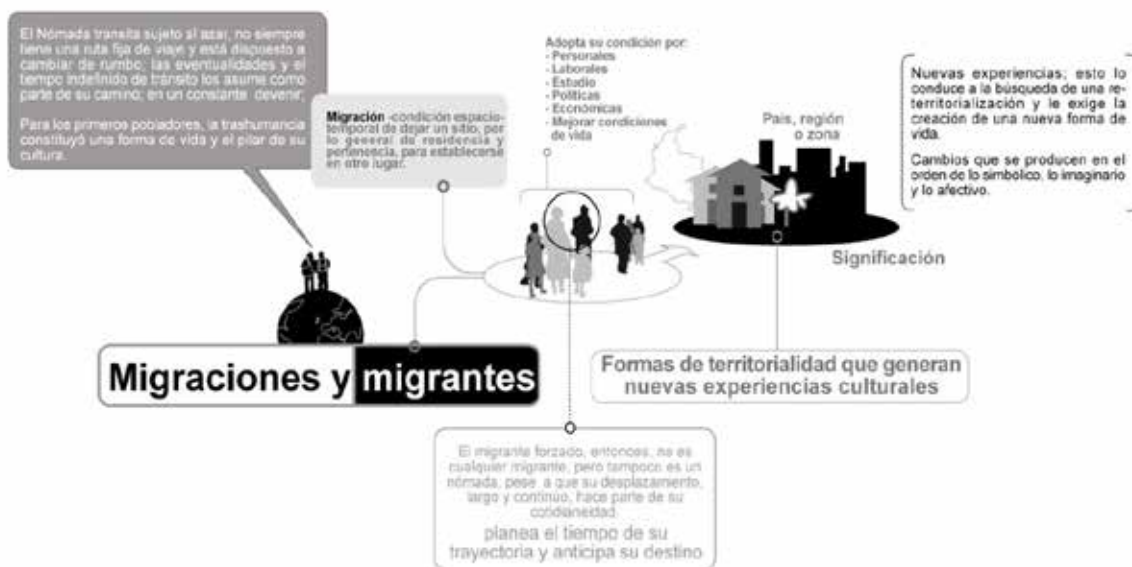 El Nómada transita sujeto al azar, no siempre
tiene una ruta fija de viaje y está dispuesto a
cambiar de rumbo; las eventualidades y el
tiempo indefinido de tránsito los asume como
parte de su camino; en un constante devenir;
Para los primeros pobladores, la trashumancia
constituyó una forma de vida y el pilar de su
cultura.
Migración -condición espacio-
temporal de dejar un sitio, por
lo general de residencia y
pertenencia, para establecerse
en otro lugar.
Adopta su condición por:
- Personales
- Laborales
- Estudio
- Políticas
- Económicas
- Mejorar condiciones
de vida
País, región
o zona
Nuevas experiencias; esto lo
conduce a la búsqueda de una re-
territorialización y le exige la
creación de una nueva forma de
vida.
Cambios que se producen en el
orden de lo simbólico, lo imaginario
y lo afectivo.
Significación
Migraciones y migrantes
Formas de territorialidad que generan
nuevas experiencias culturales
El migrante forzado, entonces, no es
cualquier migrante, pero tampoco es un
nómada, pese a que su desplazamiento,
largo y continuo, hace parte de su
cotidianeidad.
planea el tiempo de su
trayectoria y anticipa su destino